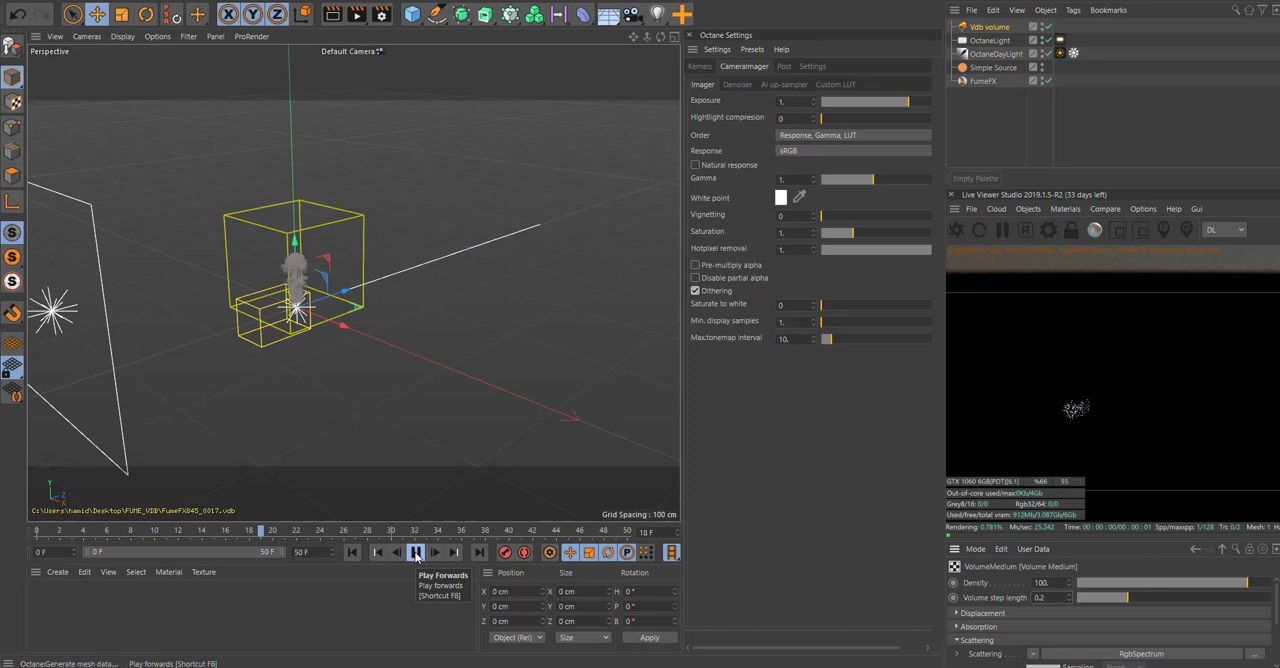 View Cameras Display Options Filter Panel ProRender
Perspective
Default Camera
C:\Users\hamid\Desktop\FUME_VDB\FumeFX845_0017.vdb
Grid Spacing : 100 cm
0 2 4 6 8 10 12 14 16 18 20 22 24 26 28 30 32 34 36 38 40 42 44 46 48 50
18 F
0 F
0 F
50 F
50 F
Play Forwards
Play forwards
[Shortcut F8]
Create Edit View Select Material Texture
Position Size Rotation
X 0 cm X 0 cm H 0 °
Y 0 cm Y 0 cm P 0 °
Z 0 cm Z 0 cm B 0 °
Object (Rel) Size Apply
OctaneGenerate mesh data... Play forwards [Shortcut F8]
Octane Settings
Settings Presets Help
Kernels CameraImager Post Settings
Imager Denoiser AI up-sampler Custom LUT
Exposure 1.
Hightlight compresion 0
Order Response, Gamma, LUT
Response sRGB
Natural response
Gamma 1.
White point
Vignetting 0
Saturation 1.
Hotpixel removal 1.
Pre-multiply alpha
Disable partial alpha
Dithering
Saturate to white 0
Min. display samples 1.
Max.tonemap interval 10.
File Edit View Object Tags Bookmarks
Vdb volume
OctaneLight
OctaneDayLight
Simple Source
FumeFX
Empty Palette
Live Viewer Studio 2019.1.5-R2 (33 days left)
File Cloud Objects Materials Compare Options Help Gui
DL
GTX 1060 6GB[PDT][6.1] %66 55
Out-of-core used/max:0Kb/4Gb
Grey8/16: 0/0 Rgb32/64: 0/0
Used/free/total vram: 912Mb/3.087Gb/6Gb
Rendering: 0.781% Ms/sec: 25.242 Time: 00 : 00 : 00/00 : 00 : 01 Spp/maxspp: 1/128 Tri: 0/2 Mesh: 1
Mode Edit User Data
VolumeMedium [Volume Medium]
Density 100.
Volume step length 0.2
Displacement
Absorption
Scattering
Scattering RgbSpectrum ...
Sampling